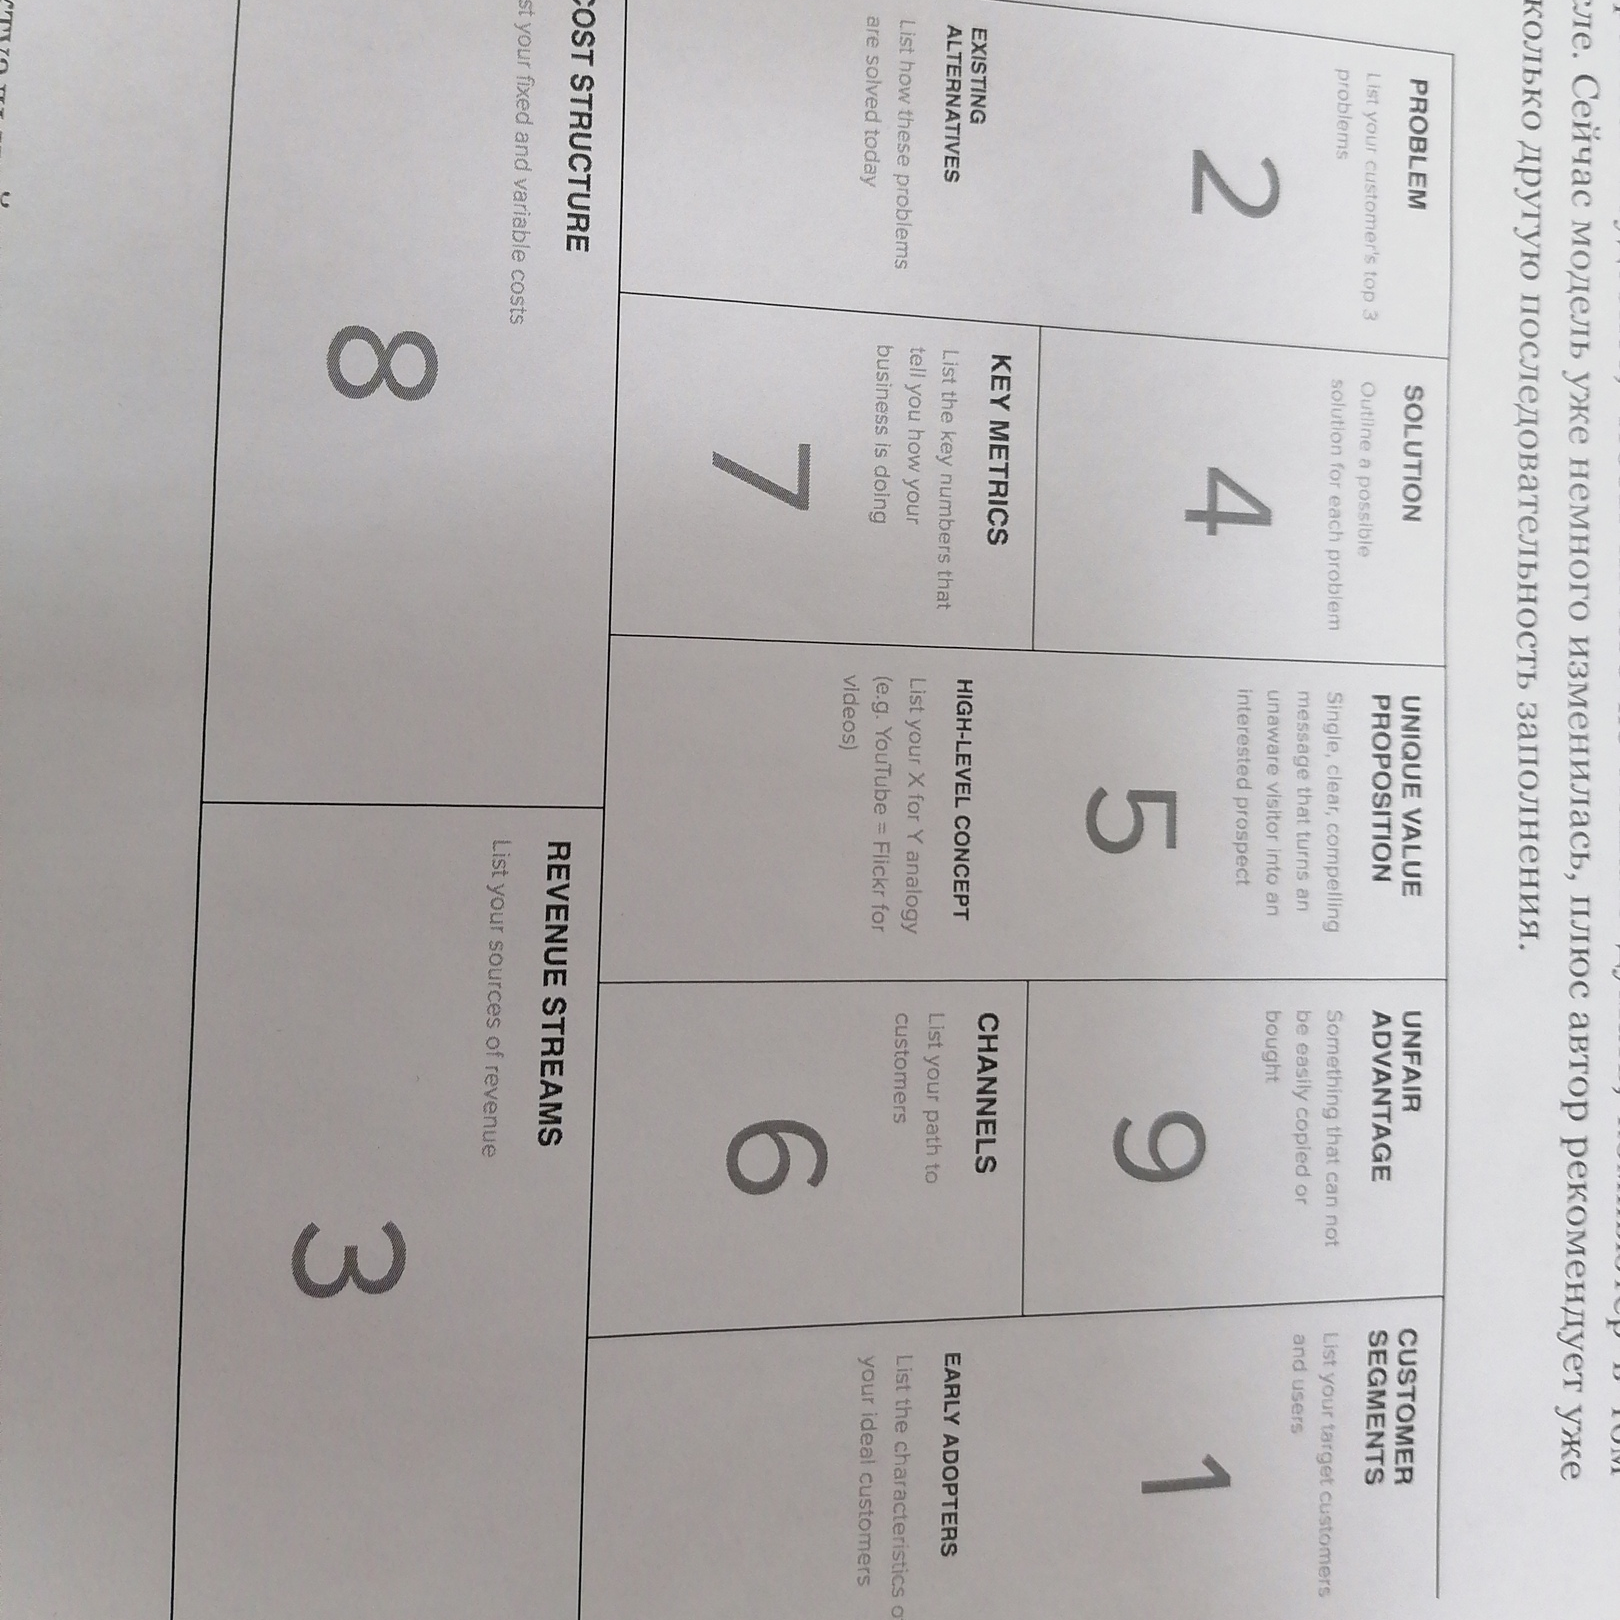 сле. Сейчас модель уже немного изменилась, плюс автор рекомендует уже
колько другую последовательность заполнения.
PROBLEM
List your customer's top 3
problems
2
EXISTING
ALTERNATIVES
List how these problems
are solved today
SOLUTION
Outline a possible
solution for each problem
4
KEY METRICS
List the key numbers that
tell you how your
business is doing
7
UNIQUE VALUE
PROPOSITION
Single, clear, compelling
message that turns an
unaware visitor into an
interested prospect
5
HIGH-LEVEL CONCEPT
List your X for Y analogy
(e.g. YouTube = Flickr for
videos)
UNFAIR
ADVANTAGE
Something that can not
be easily copied or
bought
9
CHANNELS
List your path to
customers
6
CUSTOMER
SEGMENTS
List your target customers
and users
1
EARLY ADOPTERS
List the characteristics o
your ideal customers
COST STRUCTURE
st your fixed and variable costs
8
REVENUE STREAMS
List your sources of revenue
3